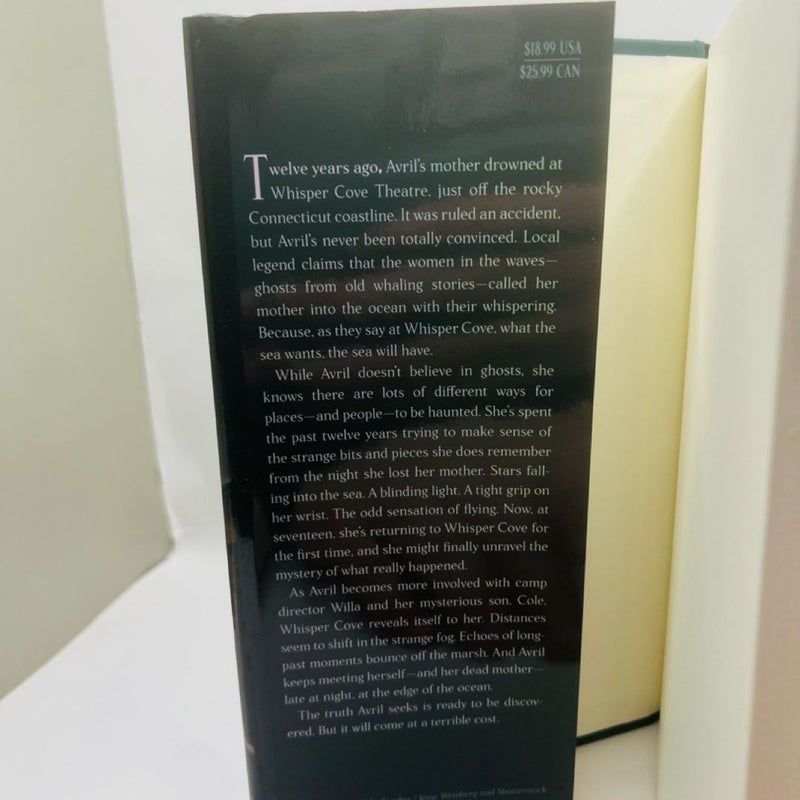 $18.99 USA
$25.99 CAN
Twelve years ago, Avril's mother drowned at
Whisper Cove Theatre, just off the rocky
Connecticut coastline. It was ruled an accident,
but Avril's never been totally convinced. Local
legend claims that the women in the waves—
ghosts from old whaling stories—called her
mother into the ocean with their whispering.
Because, as they say at Whisper Cove, what the
sea wants, the sea will have.
While Avril doesn't believe in ghosts, she
knows there are lots of different ways for
places—and people—to be haunted. She's spent
the past twelve years trying to make sense of
the strange bits and pieces she does remember
from the night she lost her mother. Stars fall-
ing into the sea. A blinding light. A tight grip on
her wrist. The odd sensation of flying. Now, at
seventeen, she's returning to Whisper Cove for
the first time, and she might finally unravel the
mystery of what really happened.
As Avril becomes more involved with camp
director Willa and her mysterious son, Cole,
Whisper Cove reveals itself to her. Distances
seem to shift in the strange fog. Echoes of long-
past moments bounce off the marsh. And Avril
keeps meeting herself—and her dead mother—
late at night, at the edge of the ocean.
The truth Avril seeks is ready to be discov-
ered. But it will come at a terrible cost.
Jesse Weinberg and Shutterstock